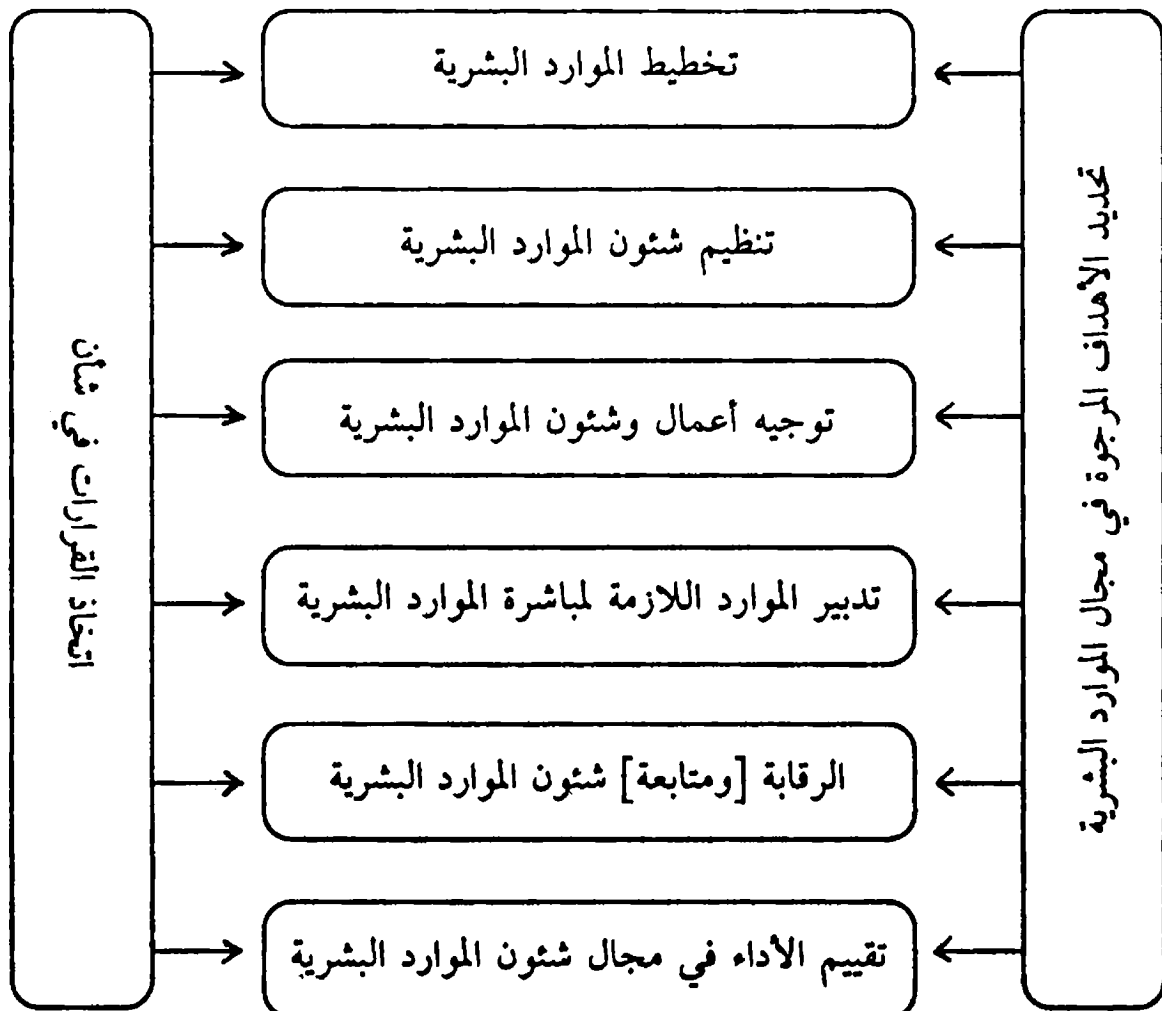 تحديد الأهداف المرجوة في مجال الموارد البشرية
تخطيط الموارد البشرية
تنظيم شئون الموارد البشرية
توجيه أعمال وشئون الموارد البشرية
تدبير الموارد اللازمة لمباشرة الموارد البشرية
الرقابة [ومتابعة] شئون الموارد البشرية
تقييم الأداء في مجال شئون الموارد البشرية
اتخاذ القرارات في شأن